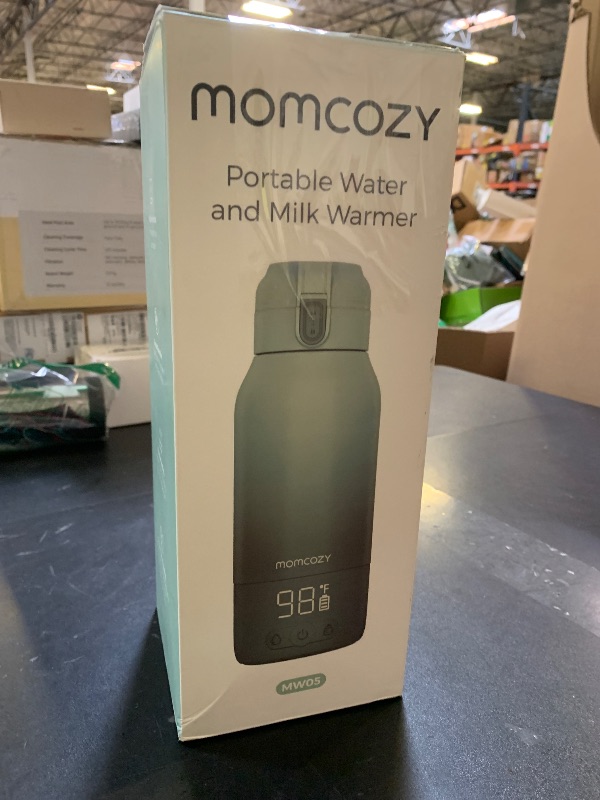 momcozy
Portable Water
and Milk Warmer
momcozy
98°F
MW05